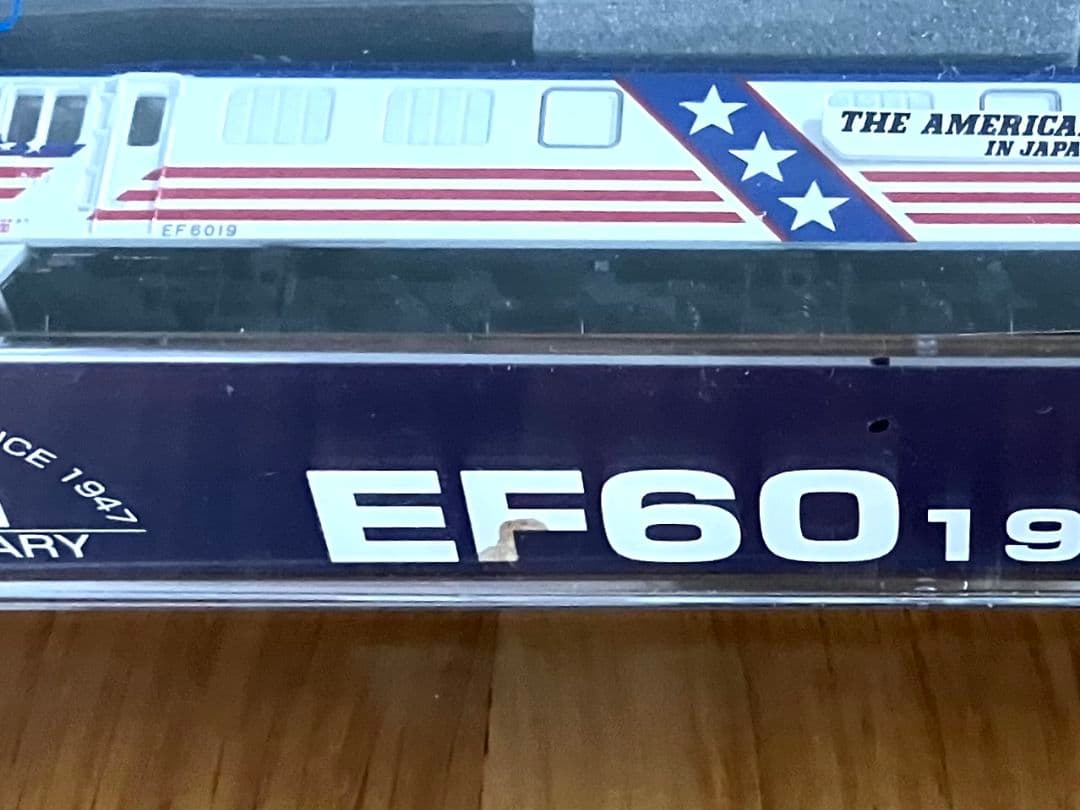 THE AMERICA
IN JAPA
EF6019
CE 1947
ARY
EF60 19